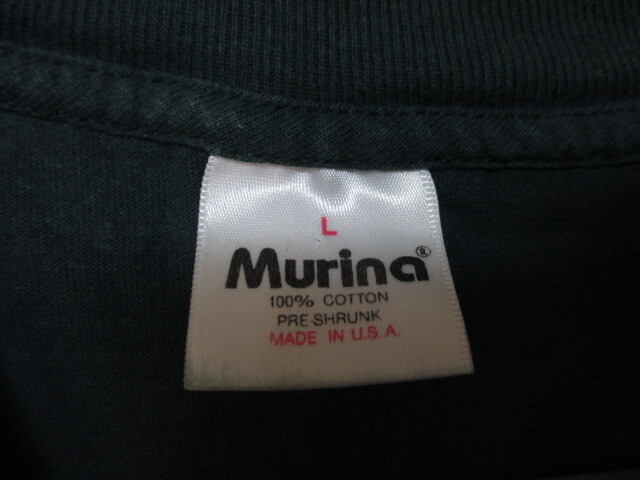 L
Murina®
100% COTTON
PRE-SHRUNK
MADE IN U.S.A.